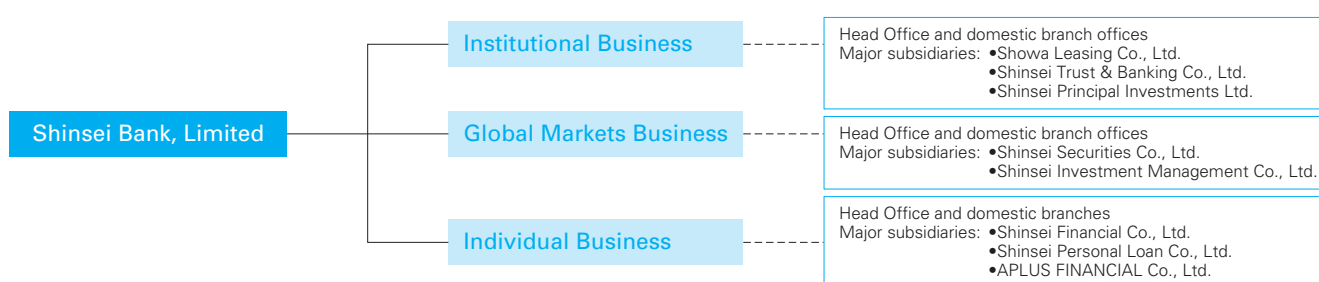 Shinsei Bank, Limited
Institutional Business
Head Office and domestic branch offices
Major subsidiaries: •Showa Leasing Co., Ltd.
•Shinsei Trust & Banking Co., Ltd.
•Shinsei Principal Investments Ltd.
Global Markets Business
Head Office and domestic branch offices
Major subsidiaries: •Shinsei Securities Co., Ltd.
•Shinsei Investment Management Co., Ltd.
Individual Business
Head Office and domestic branches
Major subsidiaries: •Shinsei Financial Co., Ltd.
•Shinsei Personal Loan Co., Ltd.
•APLUS FINANCIAL Co., Ltd.